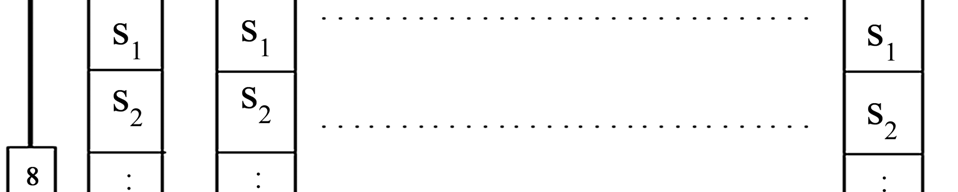 S1 S1 ........................................ S1
S2 S2 ........................................ S2
8 ⋮ ⋮ ⋮